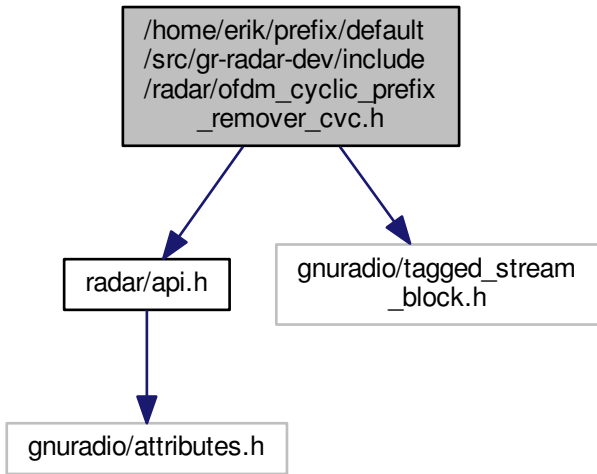 /home/erik/prefix/default
/src/gr-radar-dev/include
/radar/ofdm_cyclic_prefix
_remover_cvc.h
radar/api.h
gnuradio/tagged_stream
_block.h
gnuradio/attributes.h